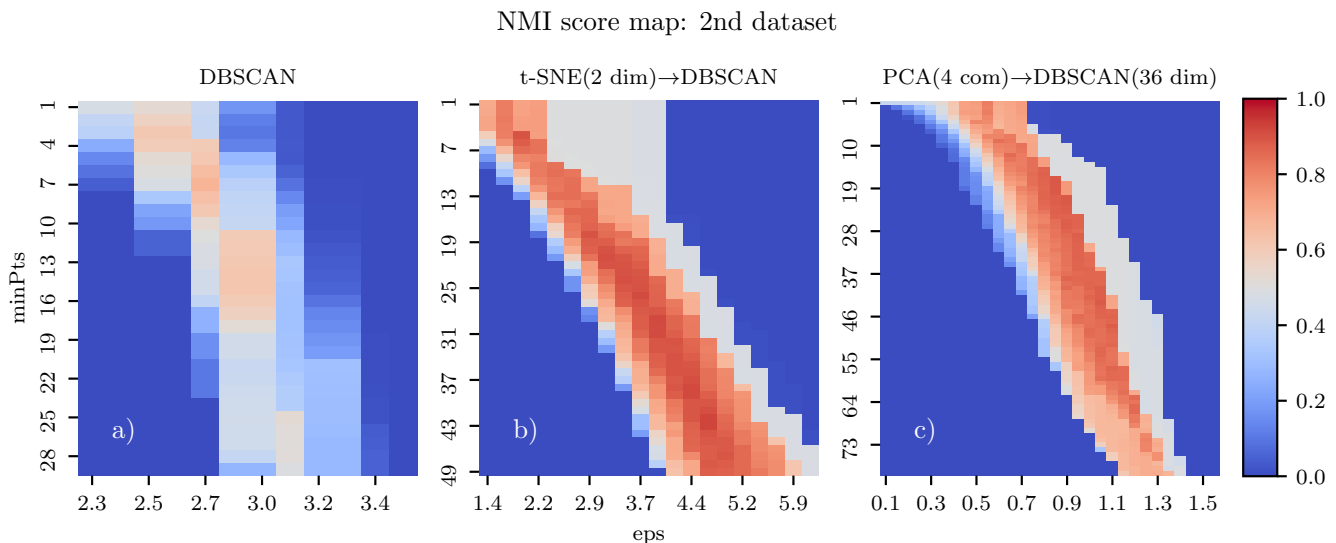 NMI score map: 2nd dataset
DBSCAN
t-SNE(2 dim)→DBSCAN
PCA(4 com)→DBSCAN(36 dim)
minPts
1
4
7
10
13
16
19
22
25
28
a)
2.3 2.5 2.7 3.0 3.2 3.4
1
7
13
19
25
31
37
43
49
b)
1.4 2.2 2.9 3.7 4.4 5.2 5.9
eps
1
10
19
28
37
46
55
64
73
c)
0.1 0.3 0.5 0.7 0.9 1.1 1.3 1.5
1.0
0.8
0.6
0.4
0.2
0.0